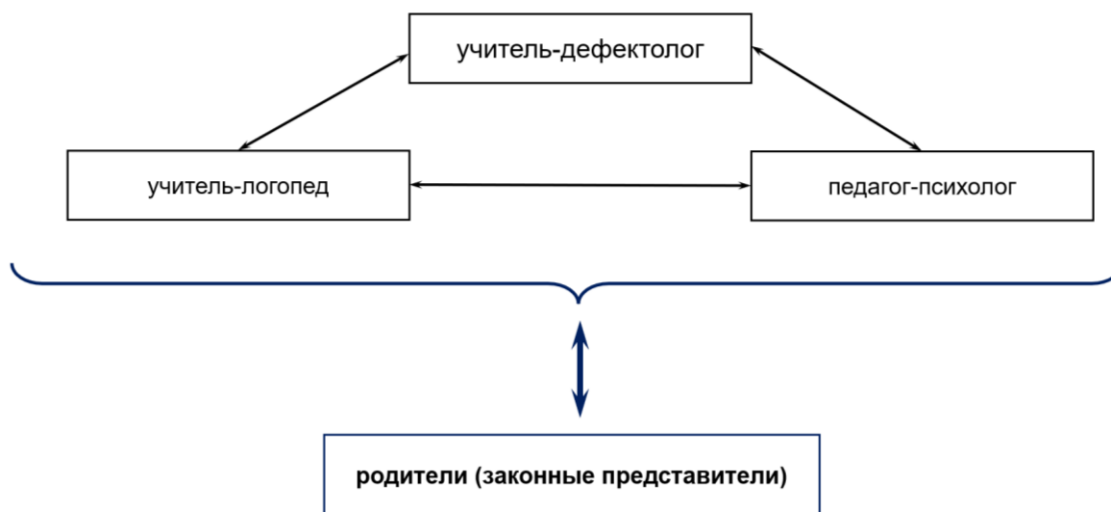 учитель-дефектолог
учитель-логопед
педагог-психолог
родители (законные представители)